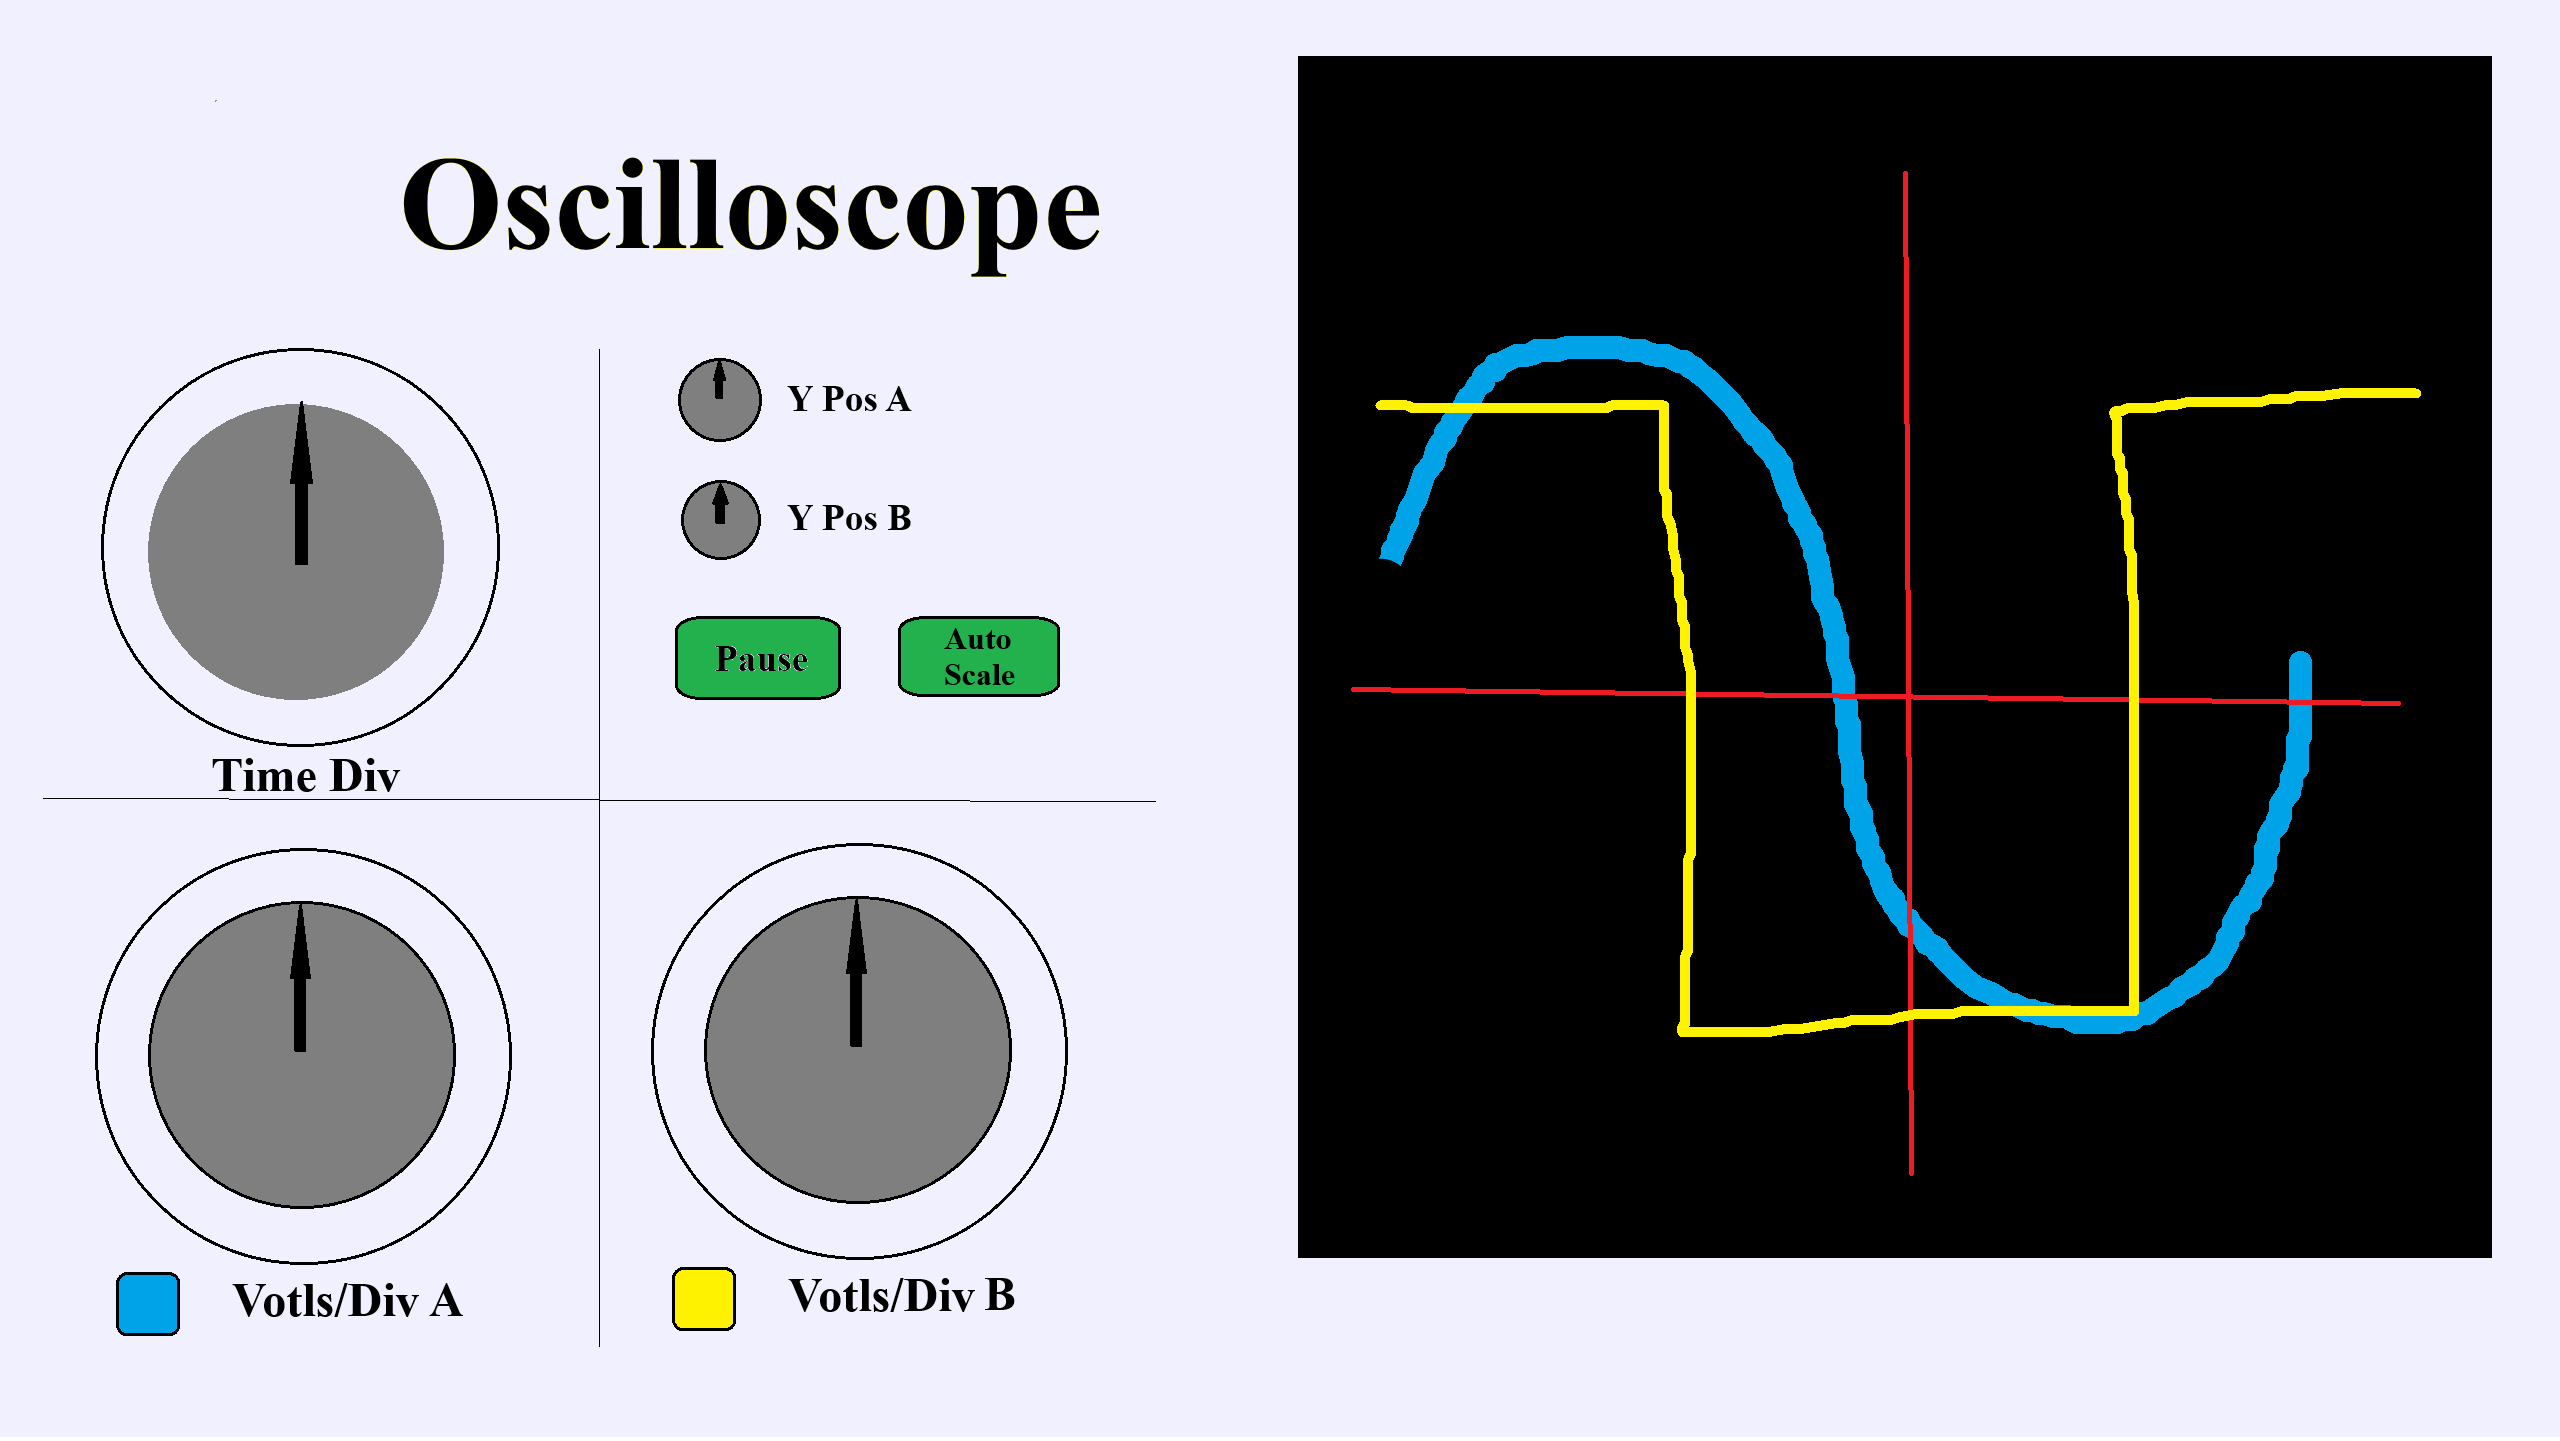 Oscilloscope
Y Pos A
Y Pos B
Pause
Auto
Scale
Time Div
Votls/Div A
Votls/Div B